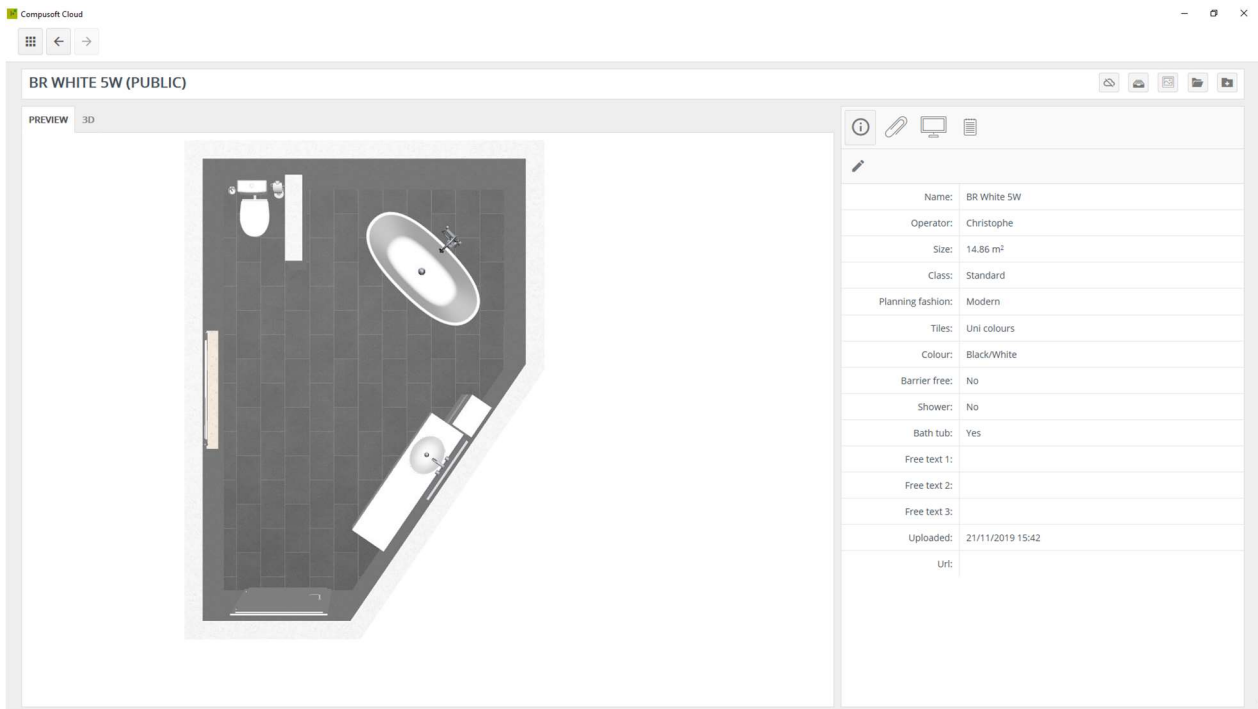 Compusoft Cloud
BR WHITE 5W (PUBLIC)
PREVIEW 3D
Name: BR White 5W
Operator: Christophe
Size: 14.86 m²
Class: Standard
Planning fashion: Modern
Tiles: Uni colours
Colour: Black/White
Barrier free: No
Shower: No
Bath tub: Yes
Free text 1:
Free text 2:
Free text 3:
Uploaded: 21/11/2019 15:42
Url: